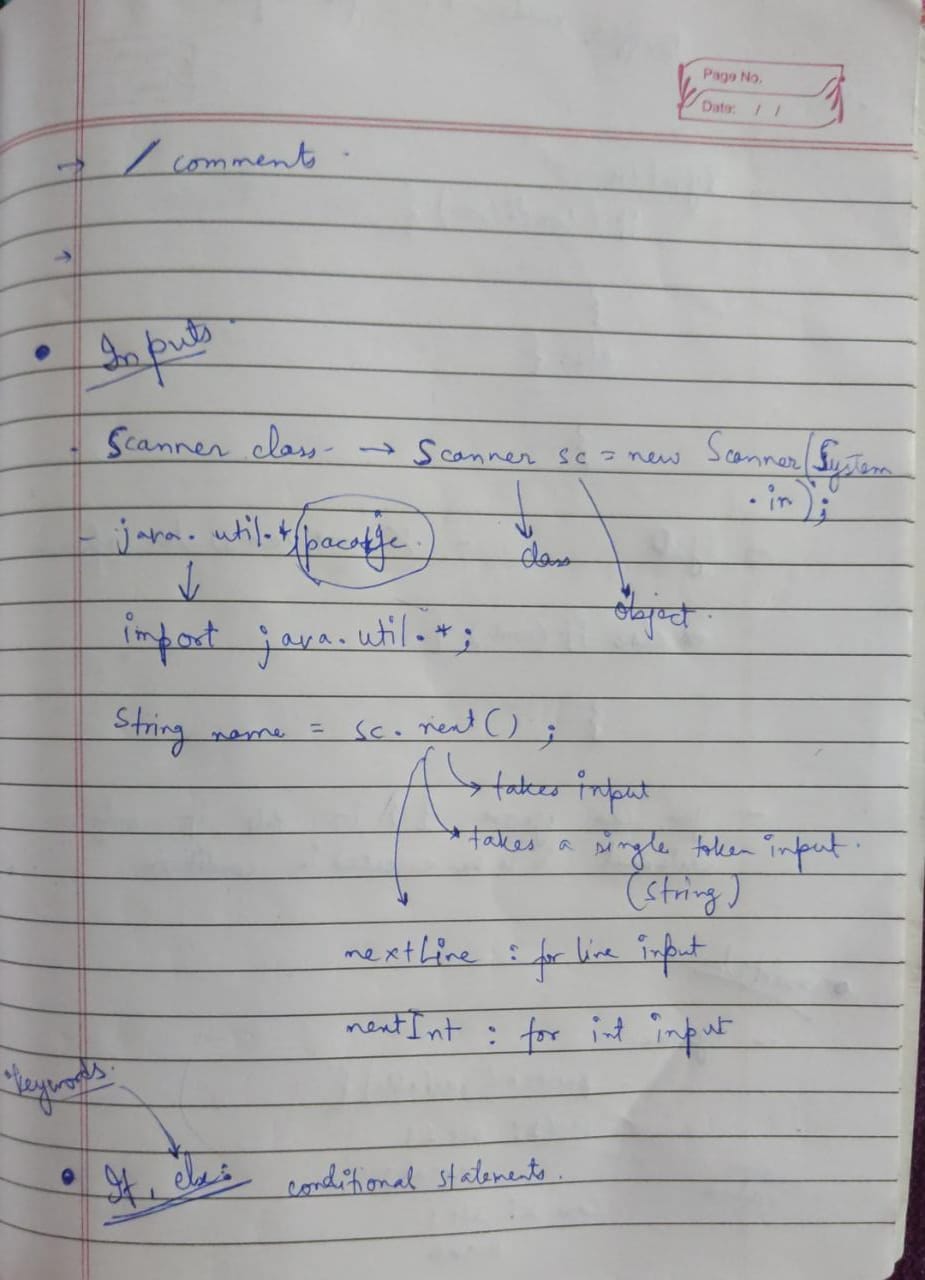 Page No.
Date: / /
→ / comments.
→
• Inputs
- Scanner class → Scanner sc = new Scanner(System
.in);
- java.util.*; pacakge.
class
object.
import java.util.*;
String name = sc.next();
takes input
takes a single token input.
(String)
nextLine : for line input
nextInt : for int input
*keywords.
• If, else: conditional statements.